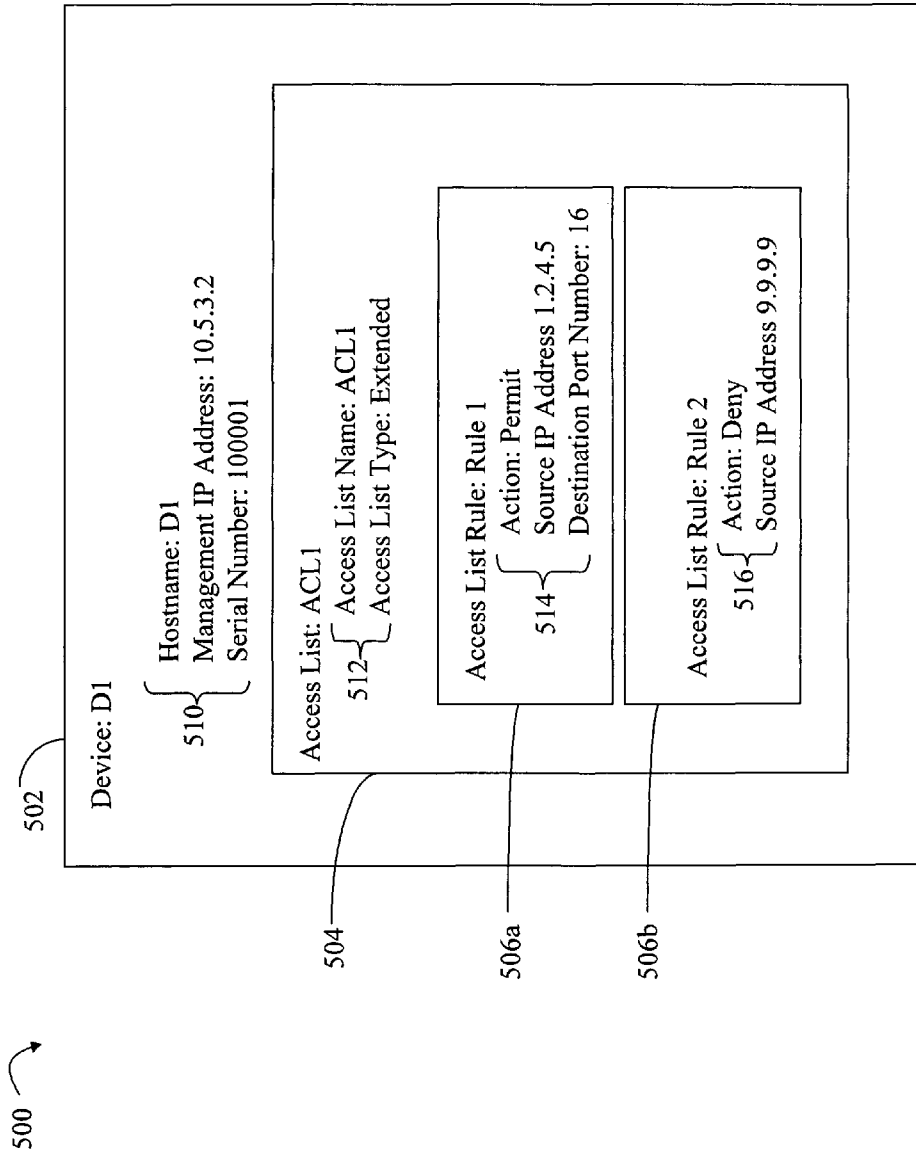 500
502
Device: D1
510
Hostname: D1
Management IP Address: 10.5.3.2
Serial Number: 100001
504
Access List: ACL1
512
Access List Name: ACL1
Access List Type: Extended
506a
Access List Rule: Rule 1
514
Action: Permit
Source IP Address 1.2.4.5
Destination Port Number: 16
506b
Access List Rule: Rule 2
516
Action: Deny
Source IP Address 9.9.9.9